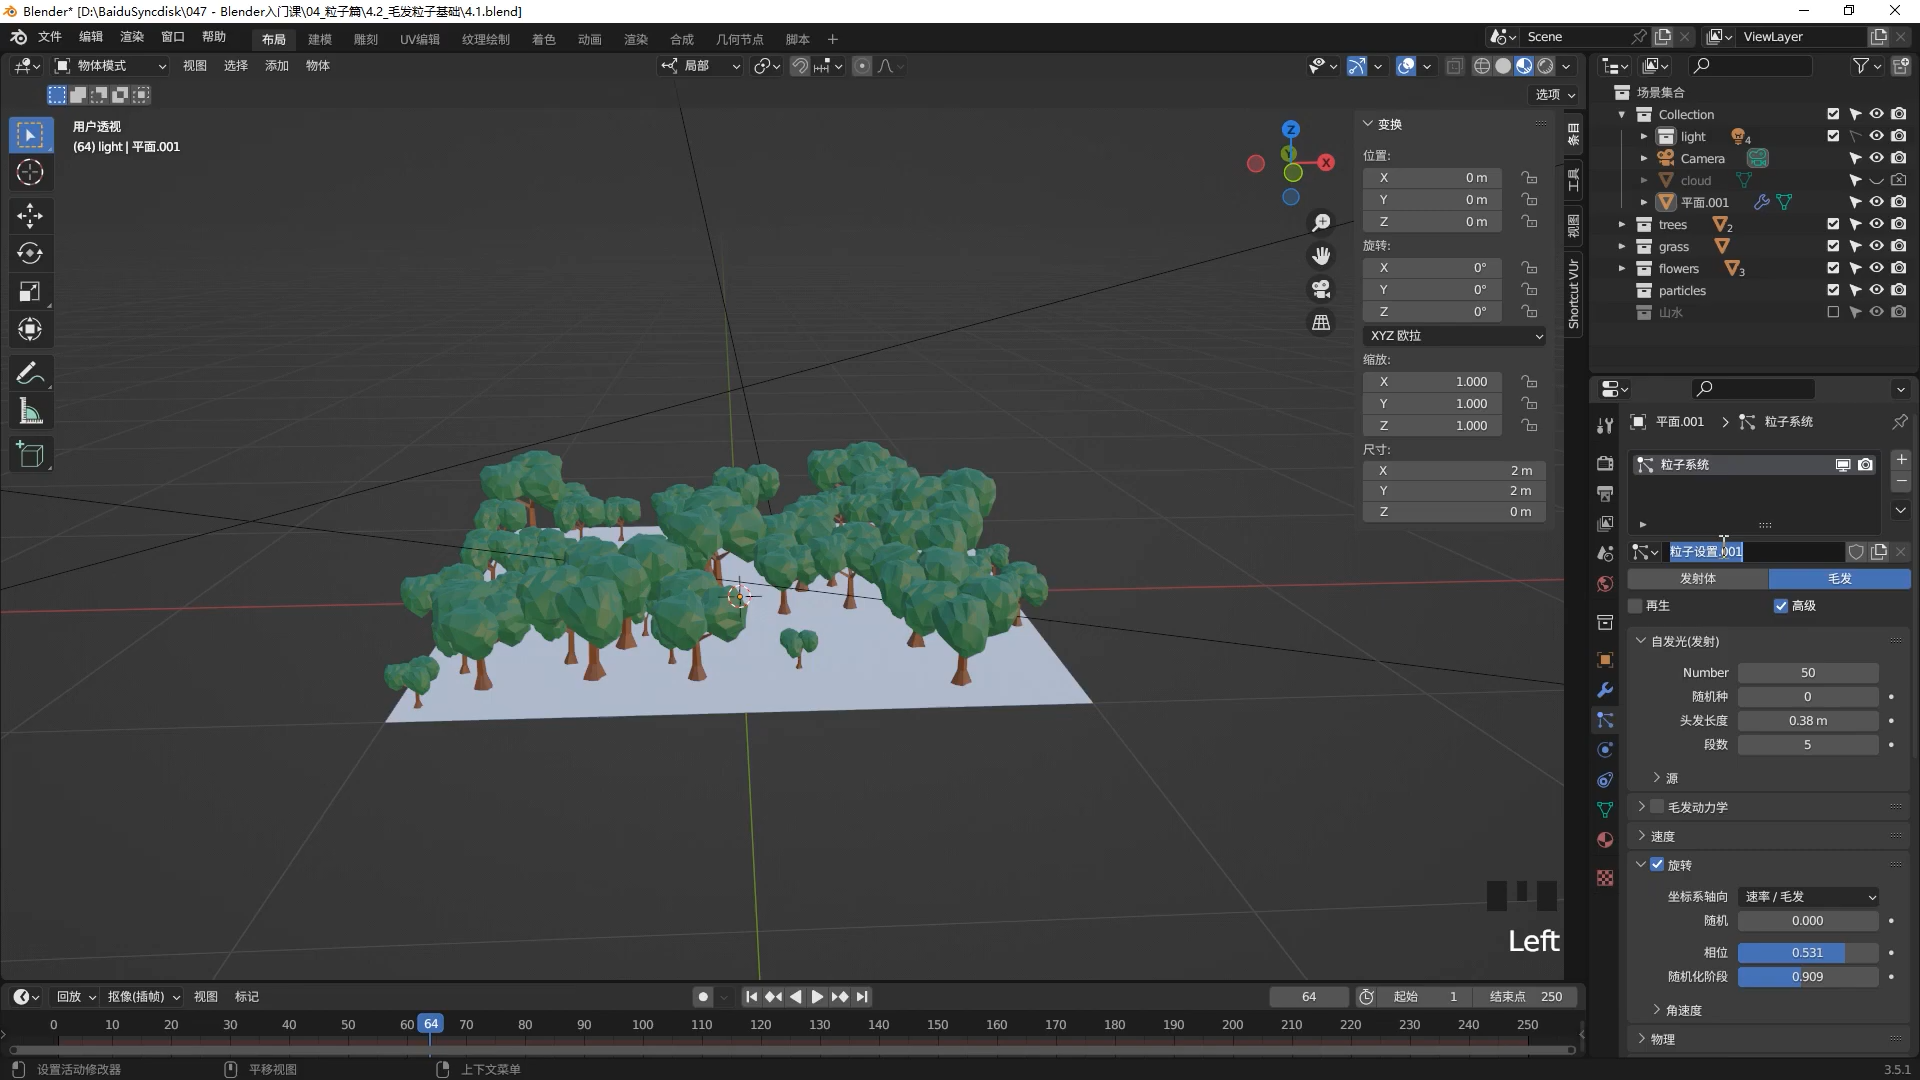 Blender* [D:\BaiduSyncdisk\047 - Blender入门课\04_粒子篇\4.2_毛发粒子基础\4.1.blend]
文件 编辑 渲染 窗口 帮助 布局 建模 雕刻 UV编辑 纹理绘制 着色 动画 渲染 合成 几何节点 脚本 + Scene ViewLayer
物体模式 视图 选择 添加 物体 局部
选项
用户透视
(64) light | 平面.001
Z
Y
X
变换
位置:
X 0 m
Y 0 m
Z 0 m
旋转:
X 0°
Y 0°
Z 0°
XYZ 欧拉
缩放:
X 1.000
Y 1.000
Z 1.000
尺寸:
X 2 m
Y 2 m
Z 0 m
条目
工具
视图
Shortcut VUr
场景集合
Collection
light 4
Camera
cloud
平面.001
trees 2
grass
flowers 3
particles
山水
平面.001 > 粒子系统
粒子系统
粒子设置.001
发射体 毛发
再生 高级
自发光(发射)
Number 50
随机种 0
头发长度 0.38 m
段数 5
源
毛发动力学
速度
旋转
坐标系轴向 速率 / 毛发
随机 0.000
相位 0.531
随机化阶段 0.909
角速度
物理
Left
回放 抠像(插帧) 视图 标记 64 起始 1 结束点 250
0 10 20 30 40 50 60 64 70 80 90 100 110 120 130 140 150 160 170 180 190 200 210 220 230 240 250
设置活动修改器 平移视图 上下文菜单 3.5.1